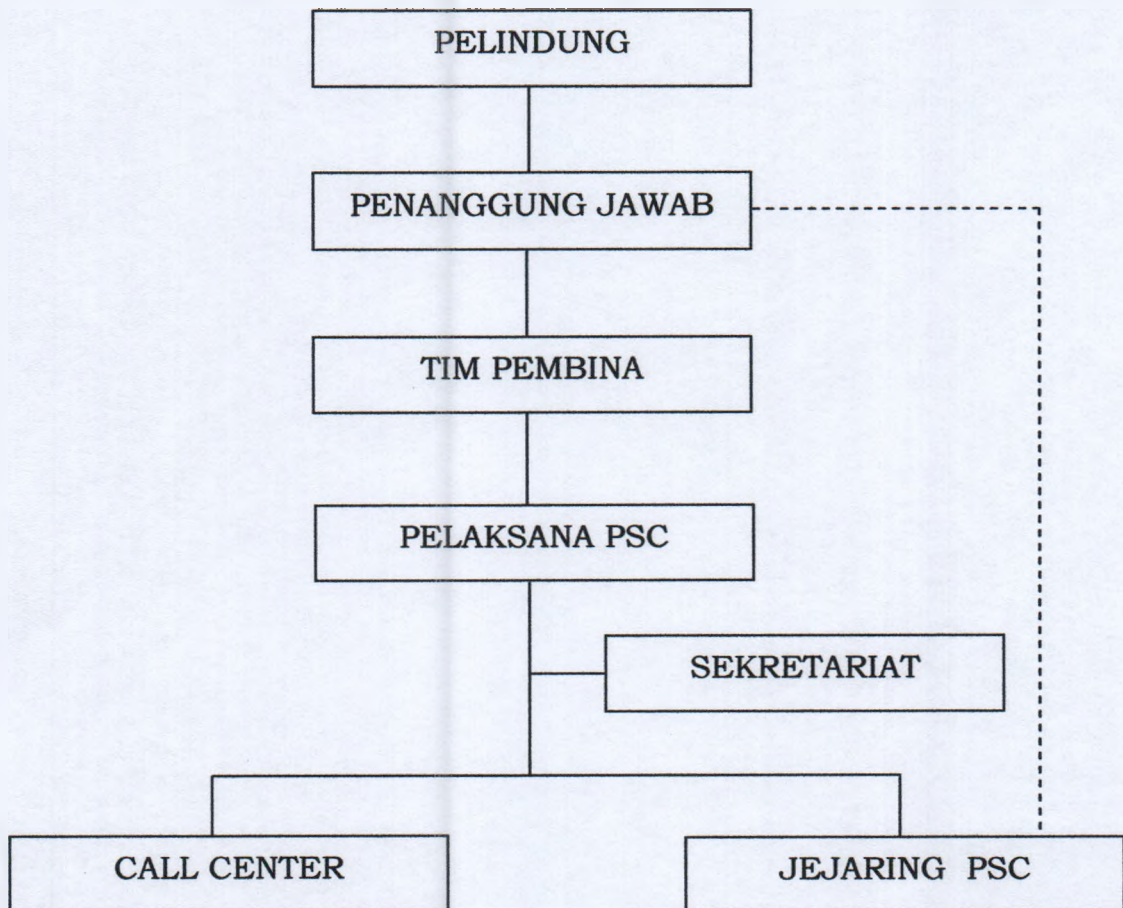 PELINDUNG
PENANGGUNG JAWAB
TIM PEMBINA
PELAKSANA PSC
SEKRETARIAT
CALL CENTER
JEJARING PSC